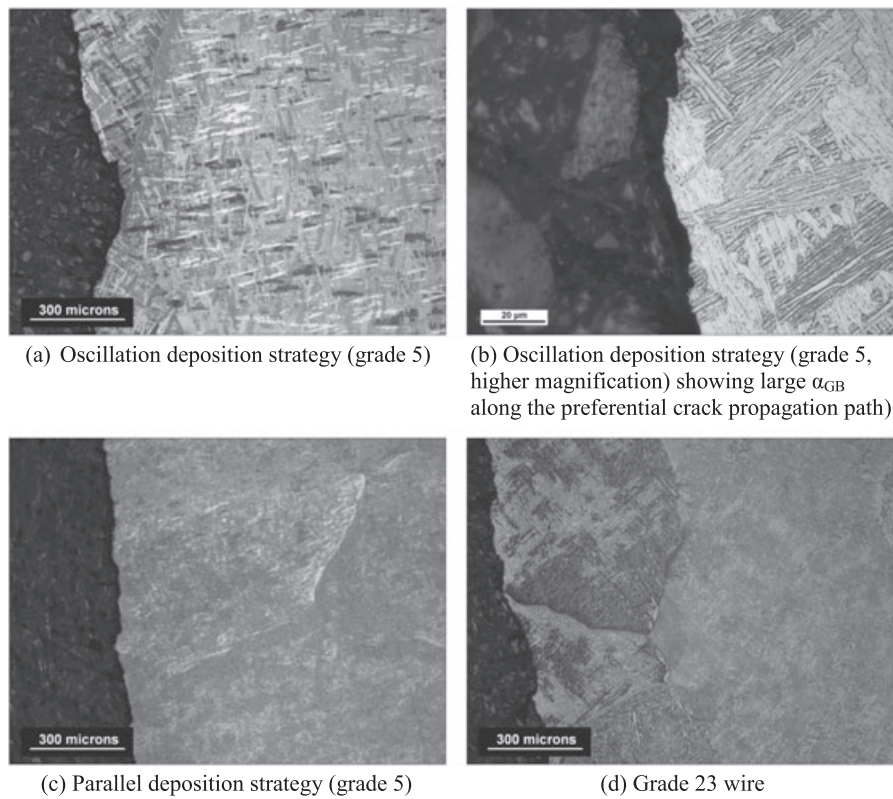 300 microns
20 µm
(a) Oscillation deposition strategy (grade 5)
(b) Oscillation deposition strategy (grade 5,
higher magnification) showing large αGB
along the preferential crack propagation path)
300 microns
300 microns
(c) Parallel deposition strategy (grade 5)
(d) Grade 23 wire